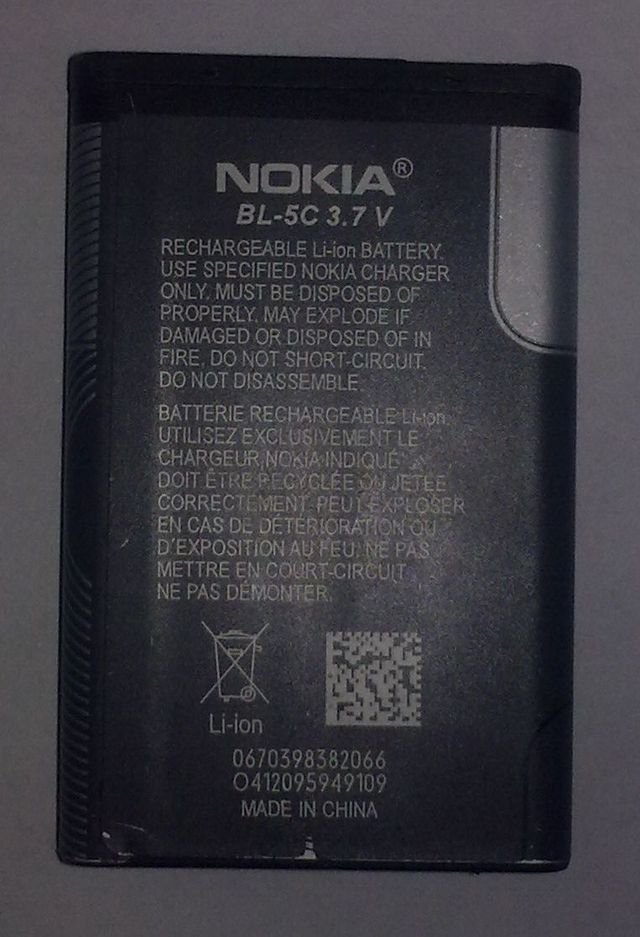 NOKIA®
BL-5C 3.7 V
RECHARGEABLE Li-ion BATTERY.
USE SPECIFIED NOKIA CHARGER
ONLY. MUST BE DISPOSED OF
PROPERLY. MAY EXPLODE IF
DAMAGED OR DISPOSED OF IN
FIRE. DO NOT SHORT-CIRCUIT.
DO NOT DISASSEMBLE.
BATTERIE RECHARGEABLE Li-ion.
UTILISEZ EXCLUSIVEMENT LE
CHARGEUR NOKIA INDIQUÉ
DOIT ÊTRE RECYCLÉE OU JETÉE
CORRECTEMENT PEUT EXPLOSER
EN CAS DE DÉTÉRIORATION OU
D'EXPOSITION AU FEU. NE PAS
METTRE EN COURT-CIRCUIT
NE PAS DÉMONTER.
Li-ion
0670398382066
O412095949109
MADE IN CHINA